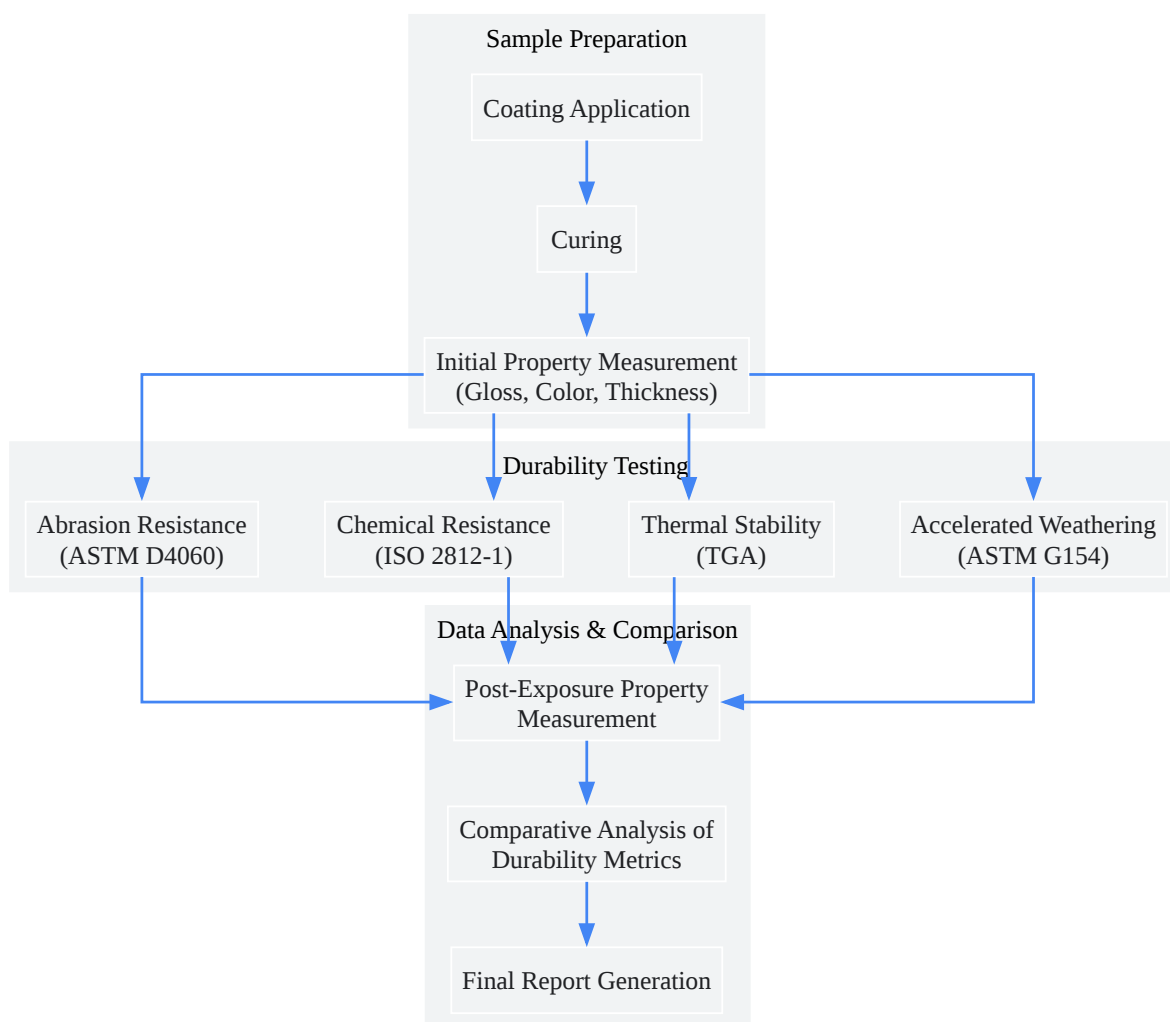 Sample Preparation
Coating Application
Curing
Initial Property Measurement
(Gloss, Color, Thickness)
Durability Testing
Abrasion Resistance
(ASTM D4060)
Chemical Resistance
(ISO 2812-1)
Thermal Stability
(TGA)
Accelerated Weathering
(ASTM G154)
Data Analysis & Comparison
Post-Exposure Property
Measurement
Comparative Analysis of
Durability Metrics
Final Report Generation